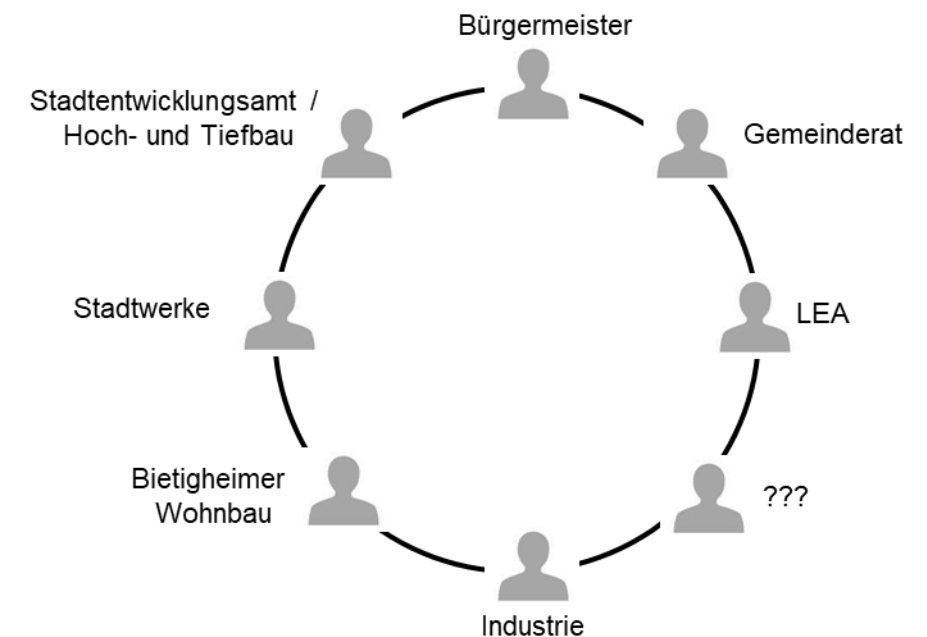 Bürgermeister
Stadtentwicklungsamt /
Hoch- und Tiefbau
Gemeinderat
Stadtwerke
LEA
Bietigheimer
Wohnbau
???
Industrie